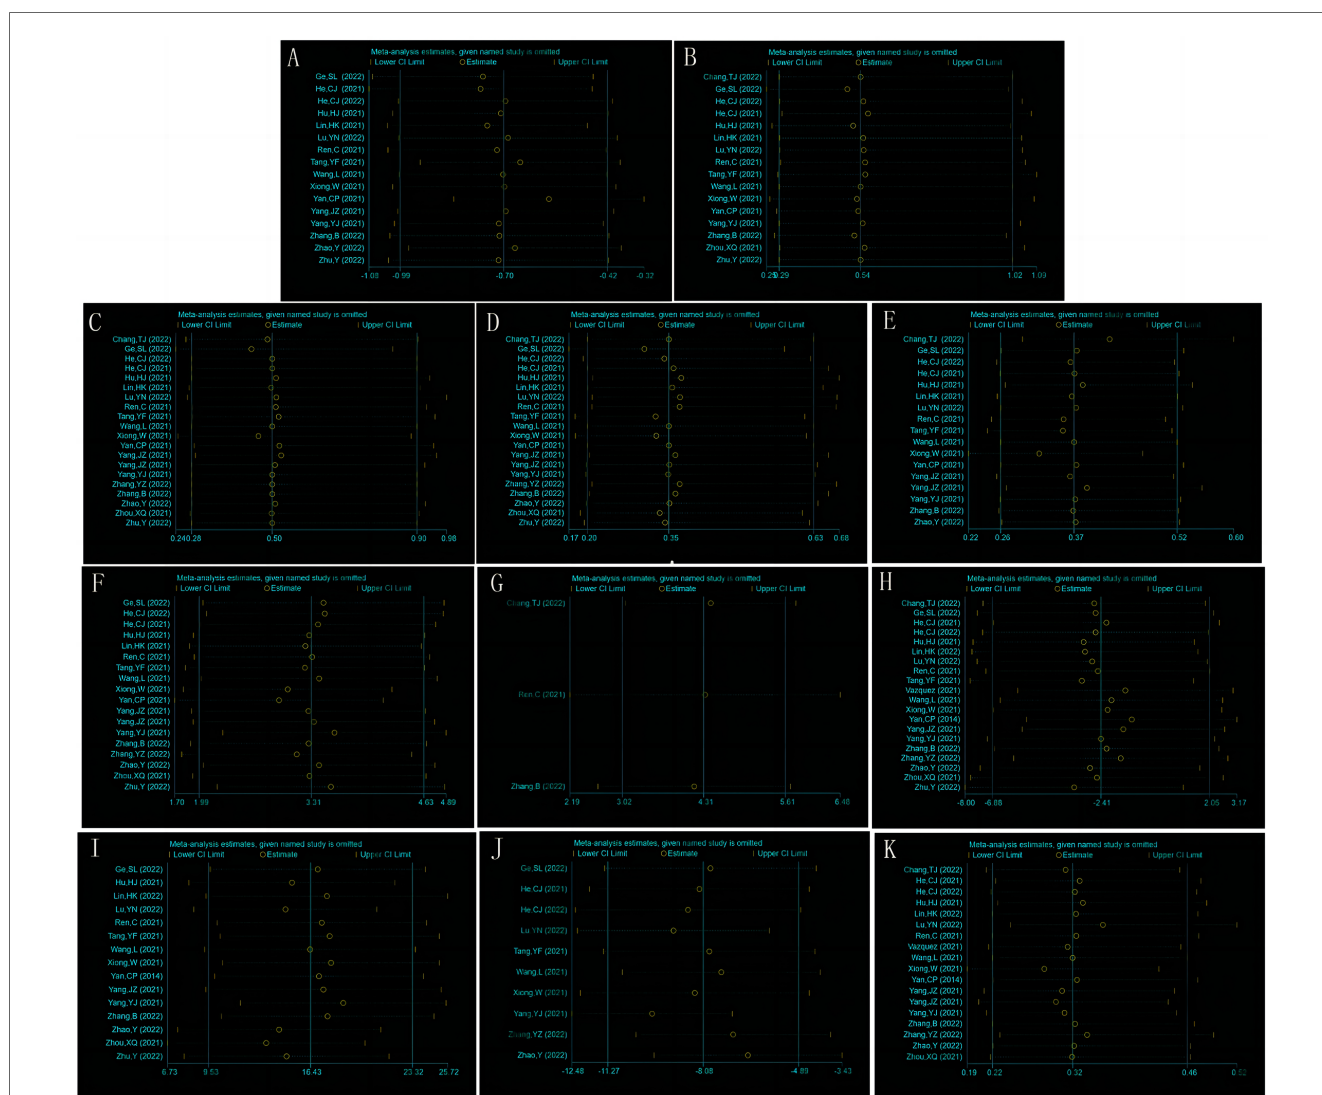 A
Meta-analysis estimates, given named study is omitted
Lower CI Limit Estimate Upper CI Limit
Ge,SL (2022)
He,CJ (2021)
He,CJ (2022)
Hu,HJ (2021)
Lin,HK (2021)
Lu,YN (2022)
Ren,C (2021)
Tang,YF (2021)
Wang,L (2021)
Xiong,W (2021)
Yan,CP (2021)
Yang,JZ (2021)
Yang,YJ (2021)
Zhang,B (2022)
Zhao,Y (2022)
Zhu,Y (2022)
-1.08 -0.99 -0.70 -0.42 -0.32
B
Meta-analysis estimates, given named study is omitted
Lower CI Limit Estimate Upper CI Limit
Chang,TJ (2022)
Ge,SL (2022)
He,CJ (2022)
He,CJ (2021)
Hu,HJ (2021)
Lin,HK (2021)
Lu,YN (2022)
Ren,C (2021)
Tang,YF (2021)
Wang,L (2021)
Xiong,W (2021)
Yan,CP (2021)
Yang,YJ (2021)
Zhang,B (2022)
Zhou,XQ (2021)
Zhu,Y (2022)
0.29 0.54 1.02 1.09
C
Meta-analysis estimates, given named study is omitted
Lower CI Limit Estimate Upper CI Limit
Chang,TJ (2022)
Ge,SL (2022)
He,CJ (2022)
He,CJ (2021)
Hu,HJ (2021)
Lin,HK (2021)
Lu,YN (2022)
Ren,C (2021)
Tang,YF (2021)
Wang,L (2021)
Xiong,W (2021)
Yan,CP (2021)
Yang,JZ (2022)
Yang,JZ (2021)
Yang,YJ (2021)
Zhang,YZ (2022)
Zhang,B (2022)
Zhao,Y (2022)
Zhou,XQ (2021)
Zhu,Y (2022)
0.24 0.28 0.50 0.90 0.98
D
Meta-analysis estimates, given named study is omitted
Lower CI Limit Estimate Upper CI Limit
Chang,TJ (2022)
Ge,SL (2022)
He,CJ (2022)
He,CJ (2021)
Hu,HJ (2021)
Lin,HK (2021)
Lu,YN (2022)
Ren,C (2021)
Tang,YF (2021)
Wang,L (2021)
Xiong,W (2021)
Yan,CP (2021)
Yang,JZ (2022)
Yang,JZ (2021)
Yang,YJ (2021)
Zhang,YZ (2022)
Zhang,B (2022)
Zhao,Y (2022)
Zhou,XQ (2021)
Zhu,Y (2022)
0.17 0.20 0.35 0.63 0.68
E
Meta-analysis estimates, given named study is omitted
Lower CI Limit Estimate Upper CI Limit
Chang,TJ (2022)
Ge,SL (2022)
He,CJ (2022)
He,CJ (2021)
Hu,HJ (2021)
Lin,HK (2021)
Lu,YN (2022)
Ren,C (2021)
Tang,YF (2021)
Wang,L (2021)
Xiong,W (2021)
Yan,CP (2021)
Yang,JZ (2022)
Yang,JZ (2021)
Yang,YJ (2021)
Zhang,B (2022)
Zhao,Y (2022)
0.22 0.26 0.37 0.52 0.60
F
Meta-analysis estimates, given named study is omitted
Lower CI Limit Estimate Upper CI Limit
Ge,SL (2022)
He,CJ (2022)
He,CJ (2021)
Hu,HJ (2021)
Lin,HK (2021)
Ren,C (2021)
Tang,YF (2021)
Wang,L (2021)
Xiong,W (2021)
Yan,CP (2021)
Yang,JZ (2022)
Yang,JZ (2021)
Yang,YJ (2021)
Zhang,B (2022)
Zhang,YZ (2022)
Zhao,Y (2022)
Zhou,XQ (2021)
Zhu,Y (2022)
1.70 1.99 3.31 4.63 4.89
G
Meta-analysis estimates, given named study is omitted
Lower CI Limit Estimate Upper CI Limit
Chang,TJ (2022)
Ren,C (2021)
Zhang,B (2022)
2.19 3.02 4.31 5.61 6.48
H
Meta-analysis estimates, given named study is omitted
Lower CI Limit Estimate Upper CI Limit
Chang,TJ (2022)
Ge,SL (2022)
He,CJ (2021)
He,CJ (2022)
Hu,HJ (2021)
Lin,HK (2022)
Lu,YN (2022)
Ren,C (2021)
Tang,YF (2021)
Vazquez (2021)
Wang,L (2021)
Xiong,W (2021)
Yan,CP (2014)
Yang,JZ (2021)
Yang,YJ (2021)
Zhang,B (2022)
Zhang,YZ (2022)
Zhao,Y (2022)
Zhou,XQ (2021)
Zhu,Y (2022)
-8.00 -6.88 -2.41 2.05 3.17
I
Meta-analysis estimates, given named study is omitted
Lower CI Limit Estimate Upper CI Limit
Ge,SL (2022)
Hu,HJ (2021)
Lin,HK (2022)
Lu,YN (2022)
Ren,C (2021)
Tang,YF (2021)
Wang,L (2021)
Xiong,W (2021)
Yan,CP (2014)
Yang,JZ (2021)
Yang,YJ (2021)
Zhang,B (2022)
Zhao,Y (2022)
Zhou,XQ (2021)
Zhu,Y (2022)
6.73 9.53 16.43 23.32 25.72
J
Meta-analysis estimates, given named study is omitted
Lower CI Limit Estimate Upper CI Limit
Ge,SL (2022)
He,CJ (2021)
He,CJ (2022)
Lu,YN (2022)
Tang,YF (2021)
Wang,L (2021)
Xiong,W (2021)
Yang,YJ (2021)
Zhang,YZ (2022)
Zhao,Y (2022)
-12.48 -11.27 -8.08 -4.89 -3.43
K
Meta-analysis estimates, given named study is omitted
Lower CI Limit Estimate Upper CI Limit
Chang,TJ (2022)
He,CJ (2021)
He,CJ (2022)
Hu,HJ (2021)
Lin,HK (2022)
Lu,YN (2022)
Ren,C (2021)
Vazquez (2021)
Wang,L (2021)
Xiong,W (2021)
Yan,CP (2014)
Yang,JZ (2021)
Yang,JZ (2021)
Yang,YJ (2021)
Zhang,B (2022)
Zhang,YZ (2022)
Zhao,Y (2022)
Zhou,XQ (2021)
0.19 0.22 0.32 0.46 0.52